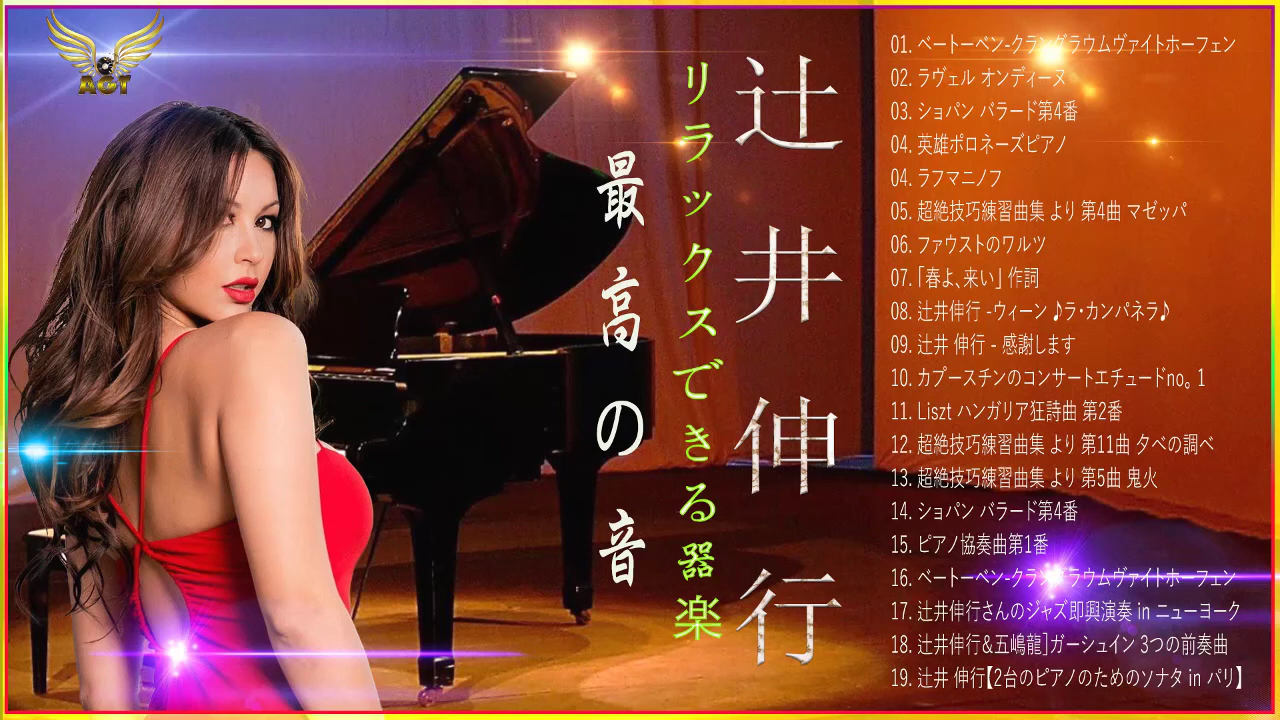 AOT
最高の音
リラックスできる器楽
辻井伸行
01. ベートーベン-クラングラウムヴァイトホーフェン
02. ラヴェル オンディーヌ
03. ショパン バラード第4番
04. 英雄ポロネーズピアノ
04. ラフマニノフ
05. 超絶技巧練習曲集 より 第4曲 マゼッパ
06. ファウストのワルツ
07. 「春よ、来い」 作詞
08. 辻井伸行 -ウィーン ♪ラ・カンパネラ♪
09. 辻井 伸行 - 感謝します
10. カプースチンのコンサートエチュードno。1
11. Liszt ハンガリア狂詩曲 第2番
12. 超絶技巧練習曲集 より 第11曲 夕べの調べ
13. 超絶技巧練習曲集 より 第5曲 鬼火
14. ショパン バラード第4番
15. ピアノ協奏曲第1番
16. ベートーベン-クラングラウムヴァイトホーフェン
17. 辻井伸行さんのジャズ即興演奏 in ニューヨーク
18. 辻井伸行&五嶋龍]ガーシュイン 3つの前奏曲
19. 辻井 伸行【2台のピアノのためのソナタ in パリ】